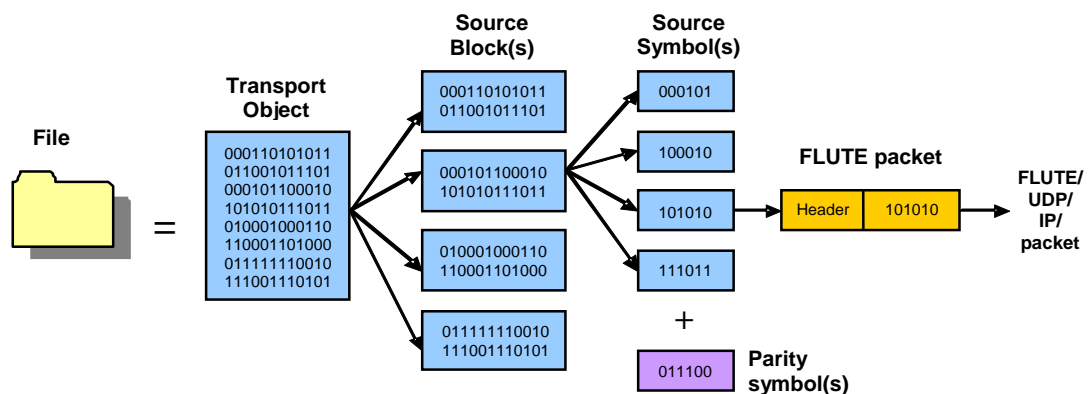 File
=
Transport
Object
000110101011
011001011101
000101100010
101010111011
010001000110
110001101000
011111110010
111001110101
Source
Block(s)
000110101011
011001011101
000101100010
101010111011
010001000110
110001101000
011111110010
111001110101
Source
Symbol(s)
000101
100010
101010
111011
+
011100
Parity
symbol(s)
FLUTE packet
Header
101010
FLUTE/
UDP/
IP/
packet